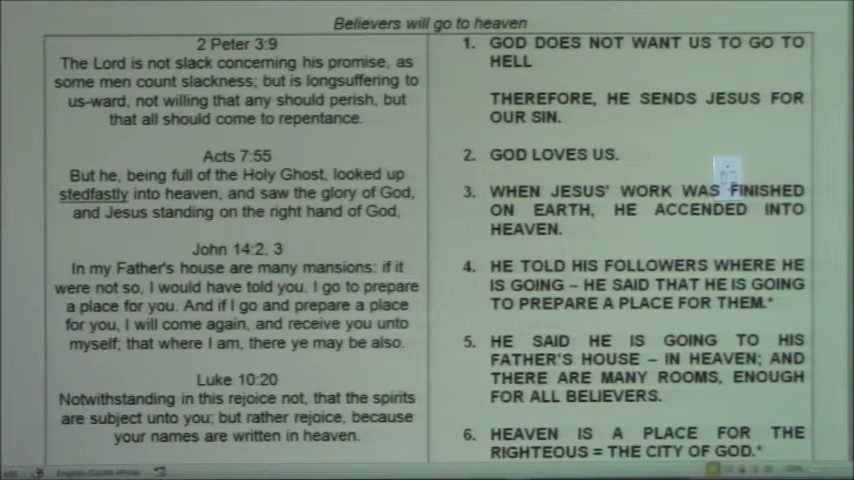 Believers will go to heaven
2 Peter 3:9
The Lord is not slack concerning his promise, as
some men count slackness; but is longsuffering to
us-ward, not willing that any should perish, but
that all should come to repentance.
Acts 7:55
But he, being full of the Holy Ghost, looked up
stedfastly into heaven, and saw the glory of God,
and Jesus standing on the right hand of God,
John 14:2, 3
In my Father's house are many mansions: if it
were not so, I would have told you. I go to prepare
a place for you. And if I go and prepare a place
for you, I will come again, and receive you unto
myself; that where I am, there ye may be also.
Luke 10:20
Notwithstanding in this rejoice not, that the spirits
are subject unto you; but rather rejoice, because
your names are written in heaven.
1. GOD DOES NOT WANT US TO GO TO
HELL
THEREFORE, HE SENDS JESUS FOR
OUR SIN.
2. GOD LOVES US.
3. WHEN JESUS' WORK WAS FINISHED
ON EARTH, HE ACCENDED INTO
HEAVEN.
4. HE TOLD HIS FOLLOWERS WHERE HE
IS GOING – HE SAID THAT HE IS GOING
TO PREPARE A PLACE FOR THEM.*
5. HE SAID HE IS GOING TO HIS
FATHER'S HOUSE – IN HEAVEN; AND
THERE ARE MANY ROOMS, ENOUGH
FOR ALL BELIEVERS.
6. HEAVEN IS A PLACE FOR THE
RIGHTEOUS = THE CITY OF GOD.*
English (South Africa)